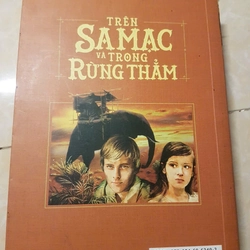 TRÊN
SA MẠC
VÀ TRONG
RỪNG THẲM